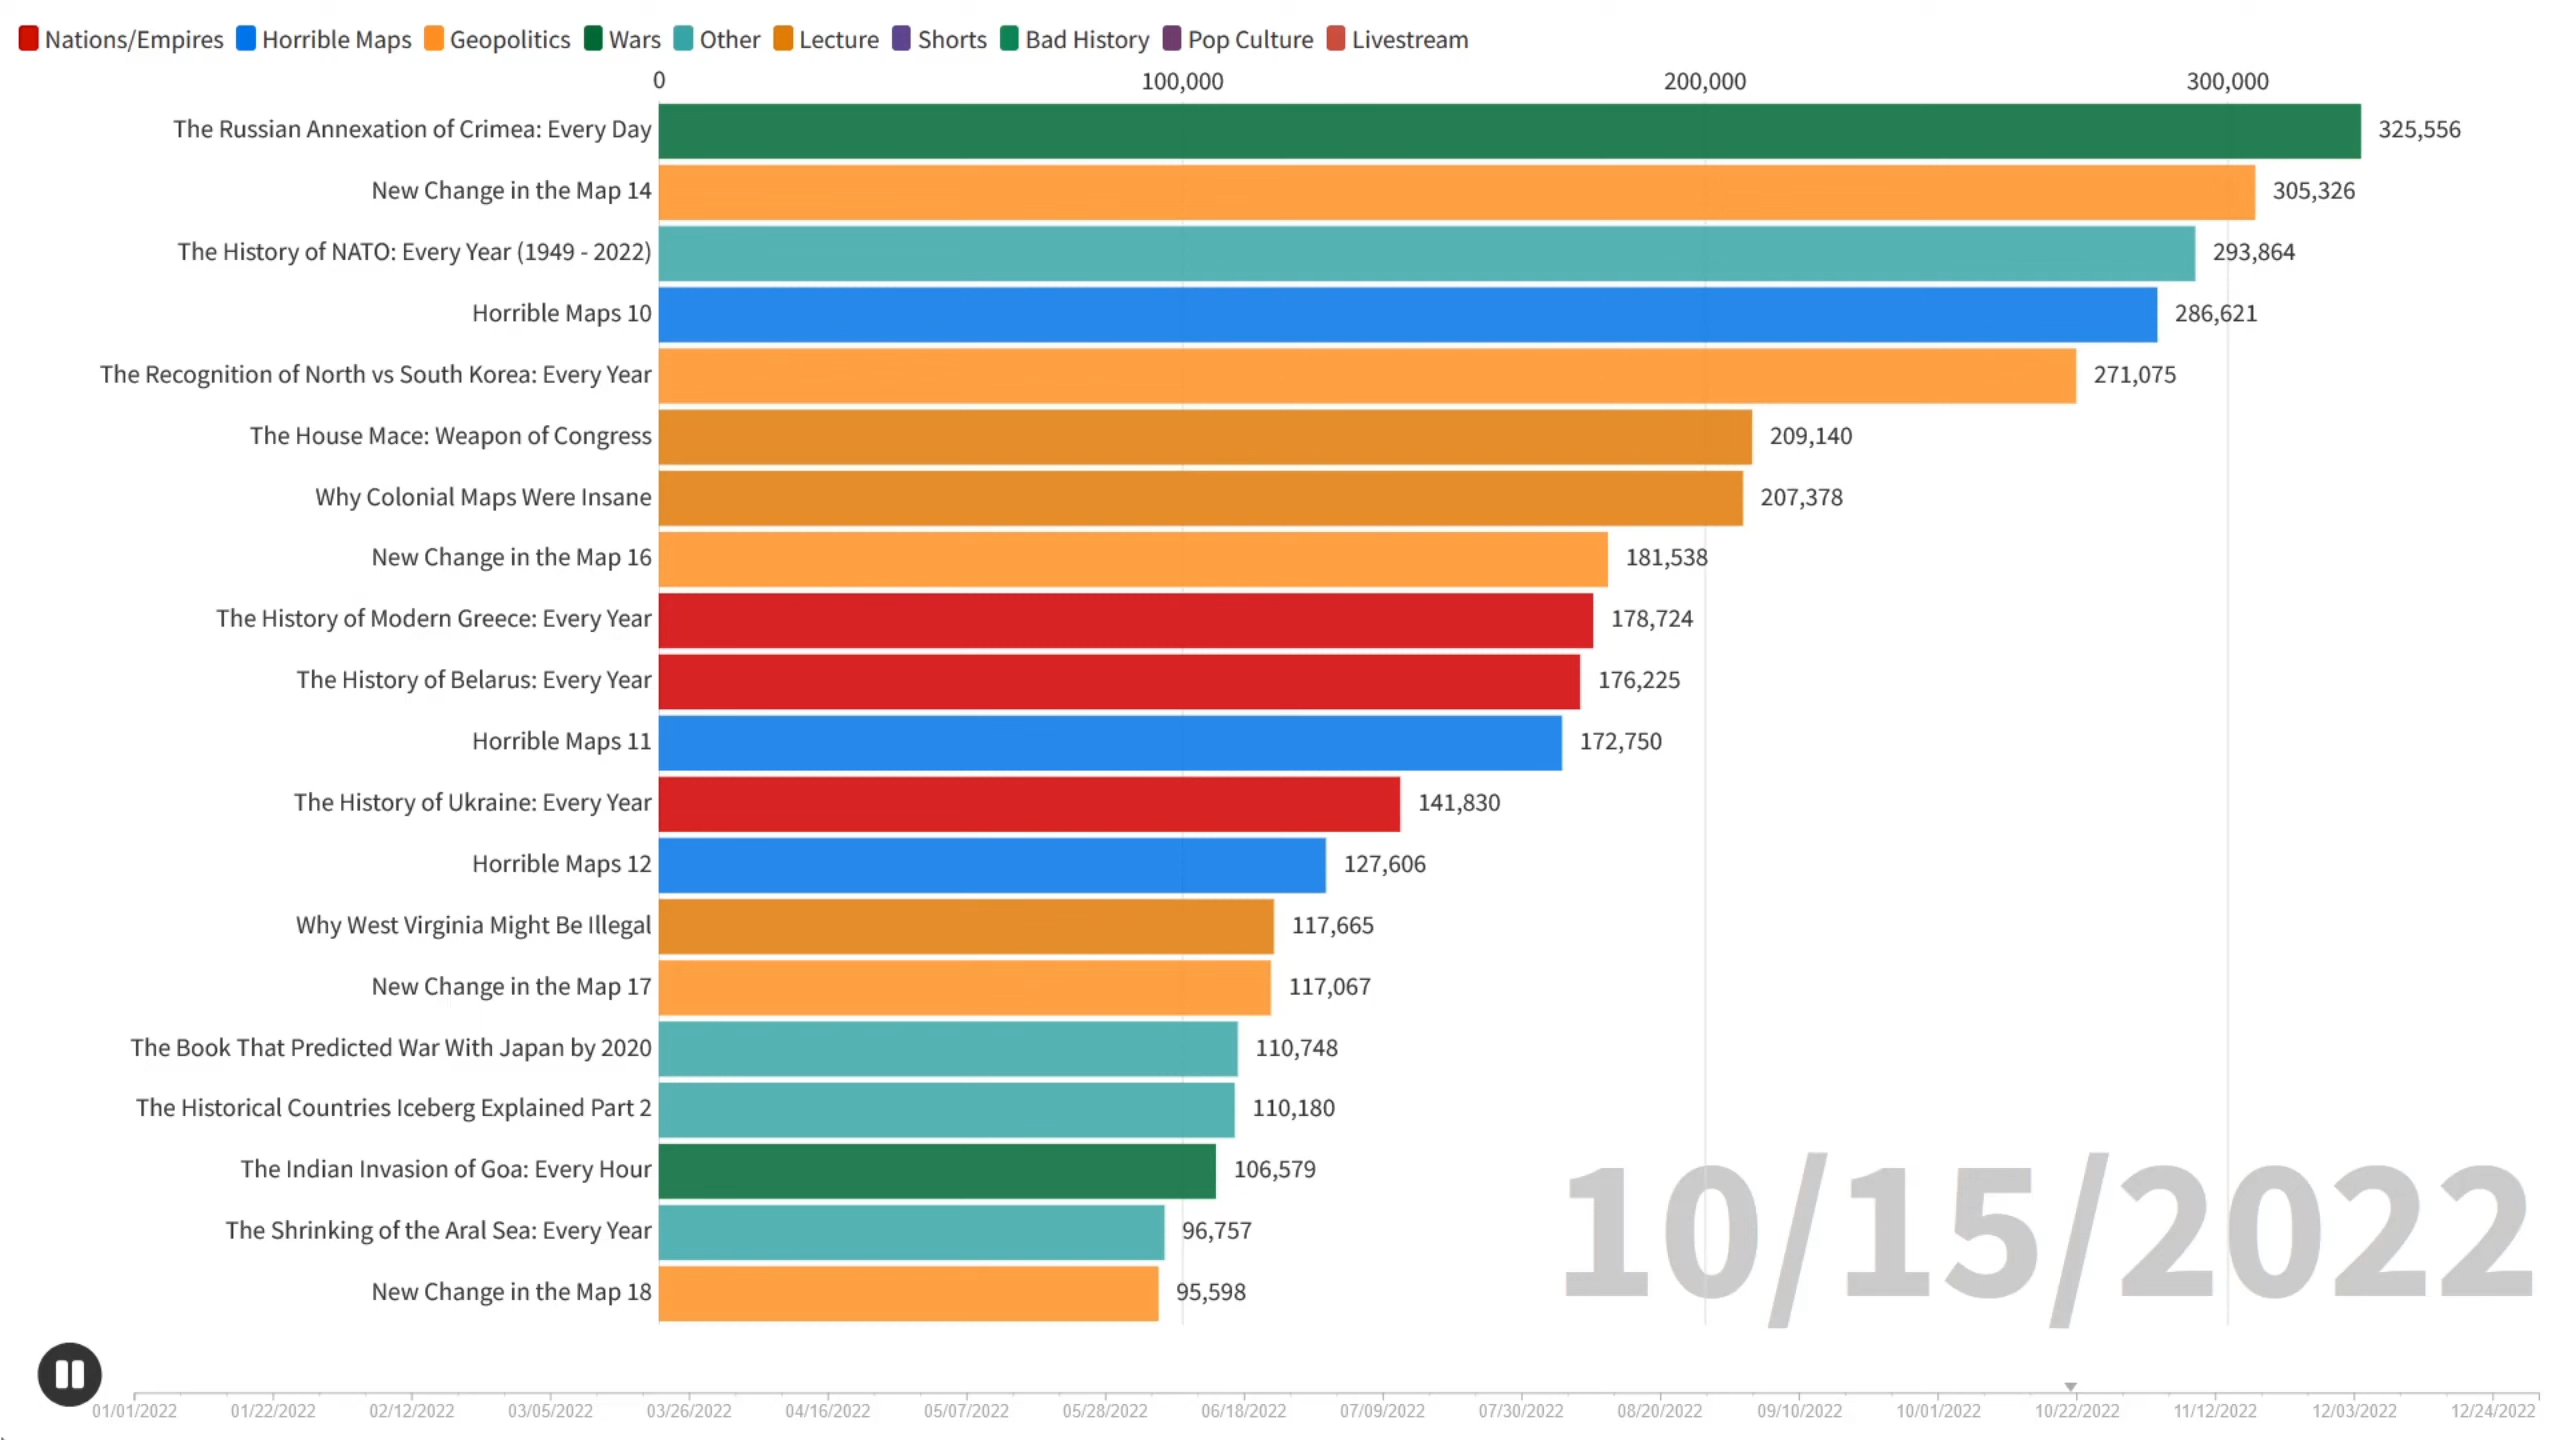 Nations/Empires Horrible Maps Geopolitics Wars Other Lecture Shorts Bad History Pop Culture Livestream
0 100,000 200,000 300,000
The Russian Annexation of Crimea: Every Day 325,556
New Change in the Map 14 305,326
The History of NATO: Every Year (1949 - 2022) 293,864
Horrible Maps 10 286,621
The Recognition of North vs South Korea: Every Year 271,075
The House Mace: Weapon of Congress 209,140
Why Colonial Maps Were Insane 207,378
New Change in the Map 16 181,538
The History of Modern Greece: Every Year 178,724
The History of Belarus: Every Year 176,225
Horrible Maps 11 172,750
The History of Ukraine: Every Year 141,830
Horrible Maps 12 127,606
Why West Virginia Might Be Illegal 117,665
New Change in the Map 17 117,067
The Book That Predicted War With Japan by 2020 110,748
The Historical Countries Iceberg Explained Part 2 110,180
The Indian Invasion of Goa: Every Hour 106,579
The Shrinking of the Aral Sea: Every Year 96,757
New Change in the Map 18 95,598
10/15/2022
01/01/2022 01/22/2022 02/12/2022 03/05/2022 03/26/2022 04/16/2022 05/07/2022 05/28/2022 06/18/2022 07/09/2022 07/30/2022 08/20/2022 09/10/2022 10/01/2022 10/22/2022 11/12/2022 12/03/2022 12/24/2022